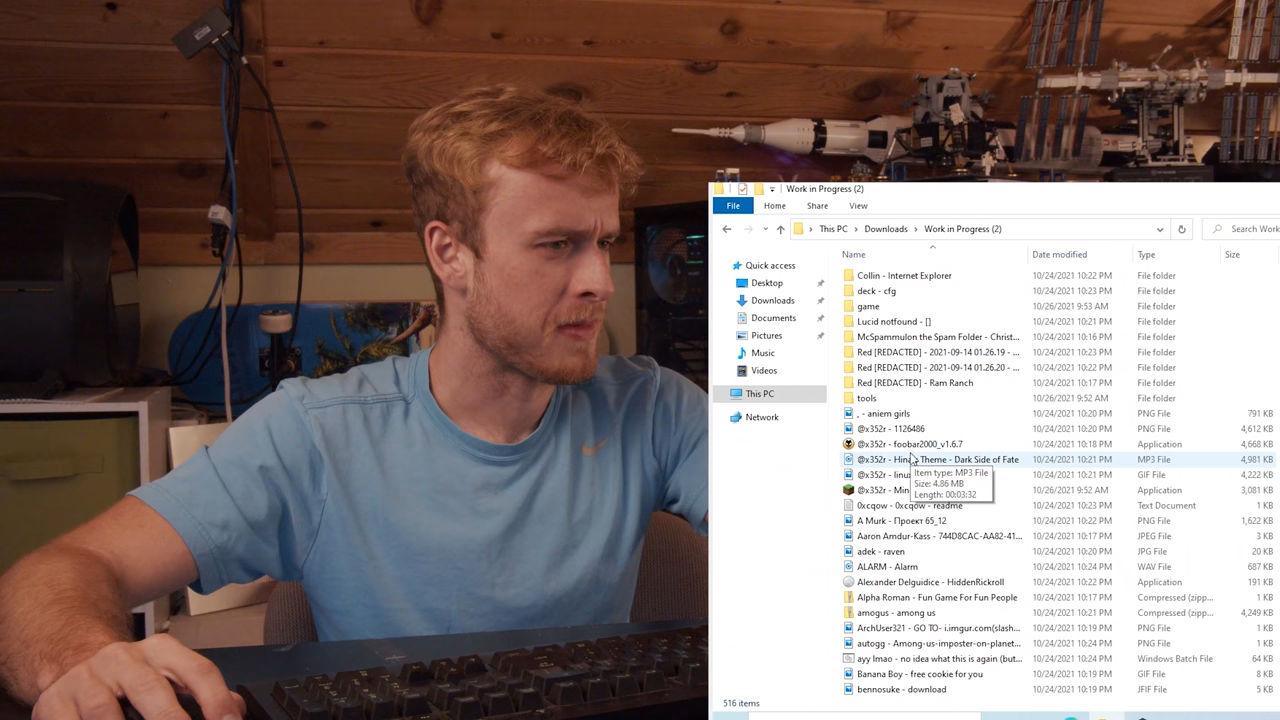 Work in Progress (2)
File Home Share View
This PC Downloads Work in Progress (2) Search Work
Name Date modified Type Size
Quick access
Desktop
Downloads
Documents
Pictures
Music
Videos
This PC
Network
Collin - Internet Explorer 10/24/2021 10:22 PM File folder
deck - cfg 10/24/2021 10:23 PM File folder
game 10/26/2021 9:53 AM File folder
Lucid notfound - [] 10/24/2021 10:21 PM File folder
McSpammulon the Spam Folder - Christ... 10/24/2021 10:16 PM File folder
Red [REDACTED] - 2021-09-14 01.26.19 - ... 10/24/2021 10:23 PM File folder
Red [REDACTED] - 2021-09-14 01.26.20 - ... 10/24/2021 10:22 PM File folder
Red [REDACTED] - Ram Ranch 10/24/2021 10:17 PM File folder
tools 10/26/2021 9:52 AM File folder
, - aniem girls 10/24/2021 10:20 PM PNG File 791 KB
@x352r - 1126486 10/24/2021 10:20 PM PNG File 4,612 KB
@x352r - foobar2000_v1.6.7 10/24/2021 10:18 PM Application 4,668 KB
@x352r - Hina Theme - Dark Side of Fate 10/24/2021 10:21 PM MP3 File 4,981 KB
@x352r - linu 10/24/2021 10:21 PM GIF File 4,222 KB
@x352r - Min 10/26/2021 9:52 AM Application 3,081 KB
Item type: MP3 File
Size: 4.86 MB
Length: 00:03:32
0xcqow - 0xcqow - readme 10/24/2021 10:23 PM Text Document 1 KB
A Murk - Проект 65_12 10/24/2021 10:22 PM PNG File 1,622 KB
Aaron Amdur-Kass - 744D8CAC-AA82-41... 10/24/2021 10:17 PM JPEG File 3 KB
adek - raven 10/24/2021 10:20 PM JPG File 20 KB
ALARM - Alarm 10/24/2021 10:24 PM WAV File 687 KB
Alexander Delguidice - HiddenRickroll 10/24/2021 10:22 PM Application 191 KB
Alpha Roman - Fun Game For Fun People 10/24/2021 10:17 PM Compressed (zipp... 1 KB
amogus - among us 10/24/2021 10:21 PM Compressed (zipp... 4,249 KB
ArchUser321 - GO TO- i.imgur.com(slash... 10/24/2021 10:19 PM PNG File 1 KB
autogg - Among-us-imposter-on-planet... 10/24/2021 10:24 PM PNG File 1 KB
ayy lmao - no idea what this is again (but... 10/24/2021 10:19 PM Windows Batch File 64 KB
Banana Boy - free cookie for you 10/24/2021 10:19 PM GIF File 8 KB
bennosuke - download 10/24/2021 10:19 PM JFIF File 5 KB
516 items